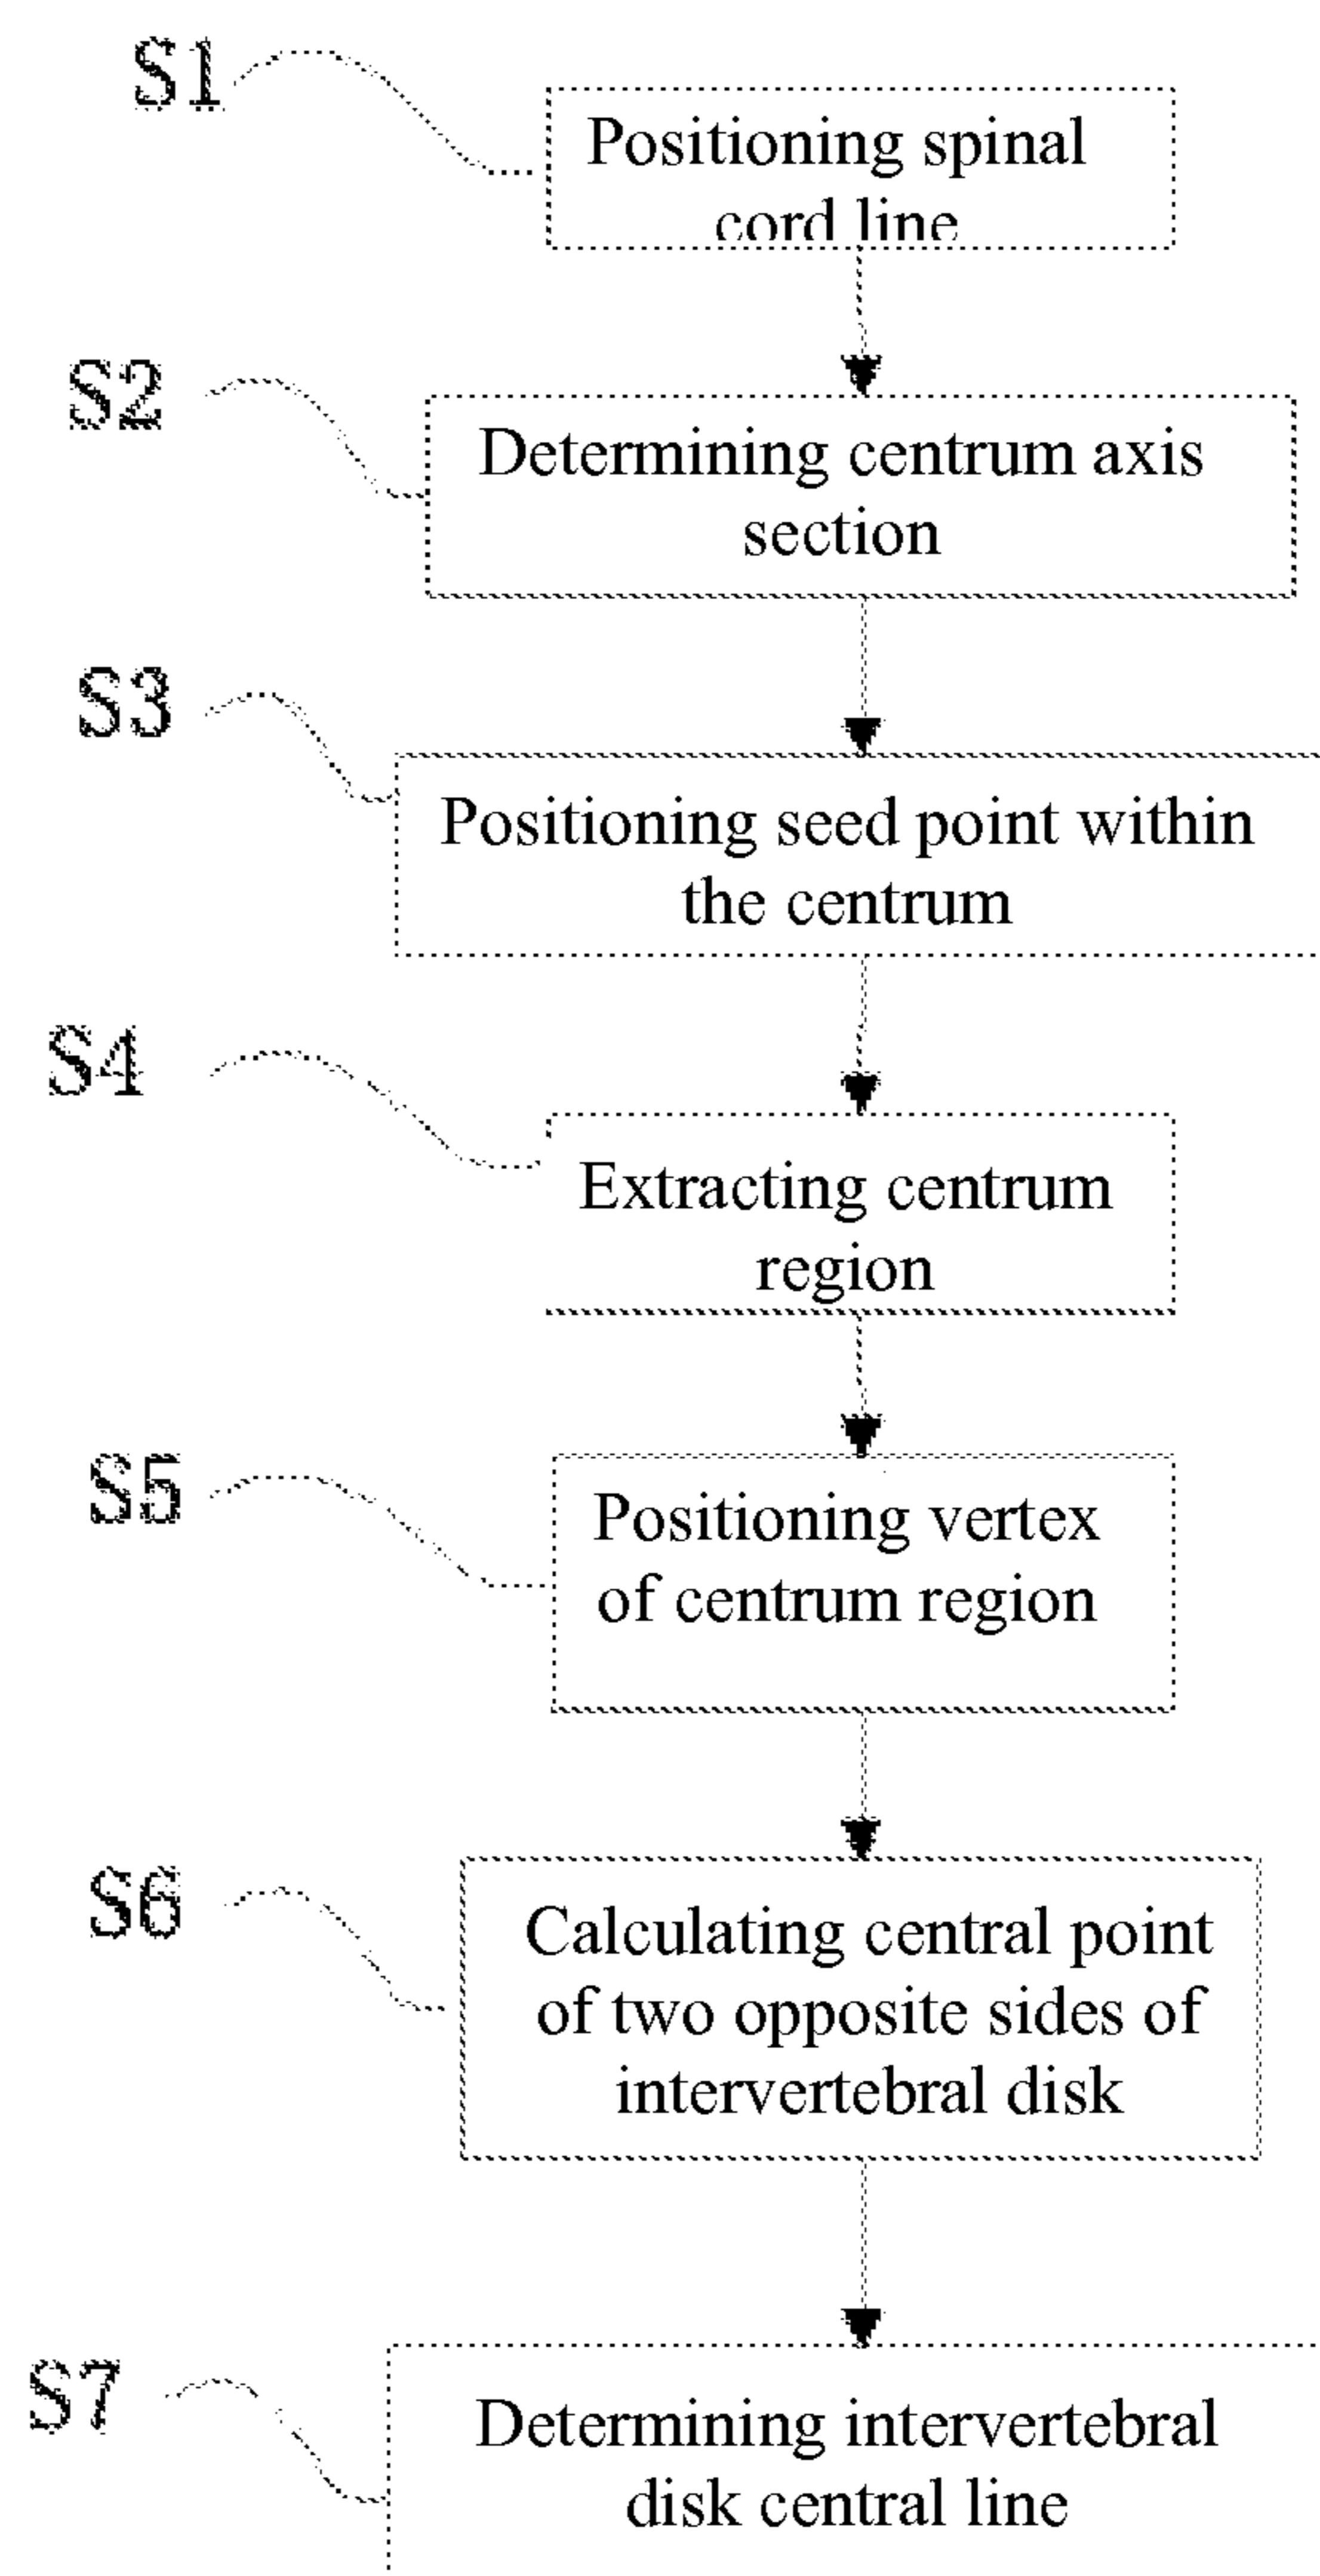 S1
Positioning spinal
cord line
S2
Determining centrum axis
section
S3
Positioning seed point within
the centrum
S4
Extracting centrum
region
S5
Positioning vertex
of centrum region
S6
Calculating central point
of two opposite sides of
intervertebral disk
S7
Determining intervertebral
disk central line